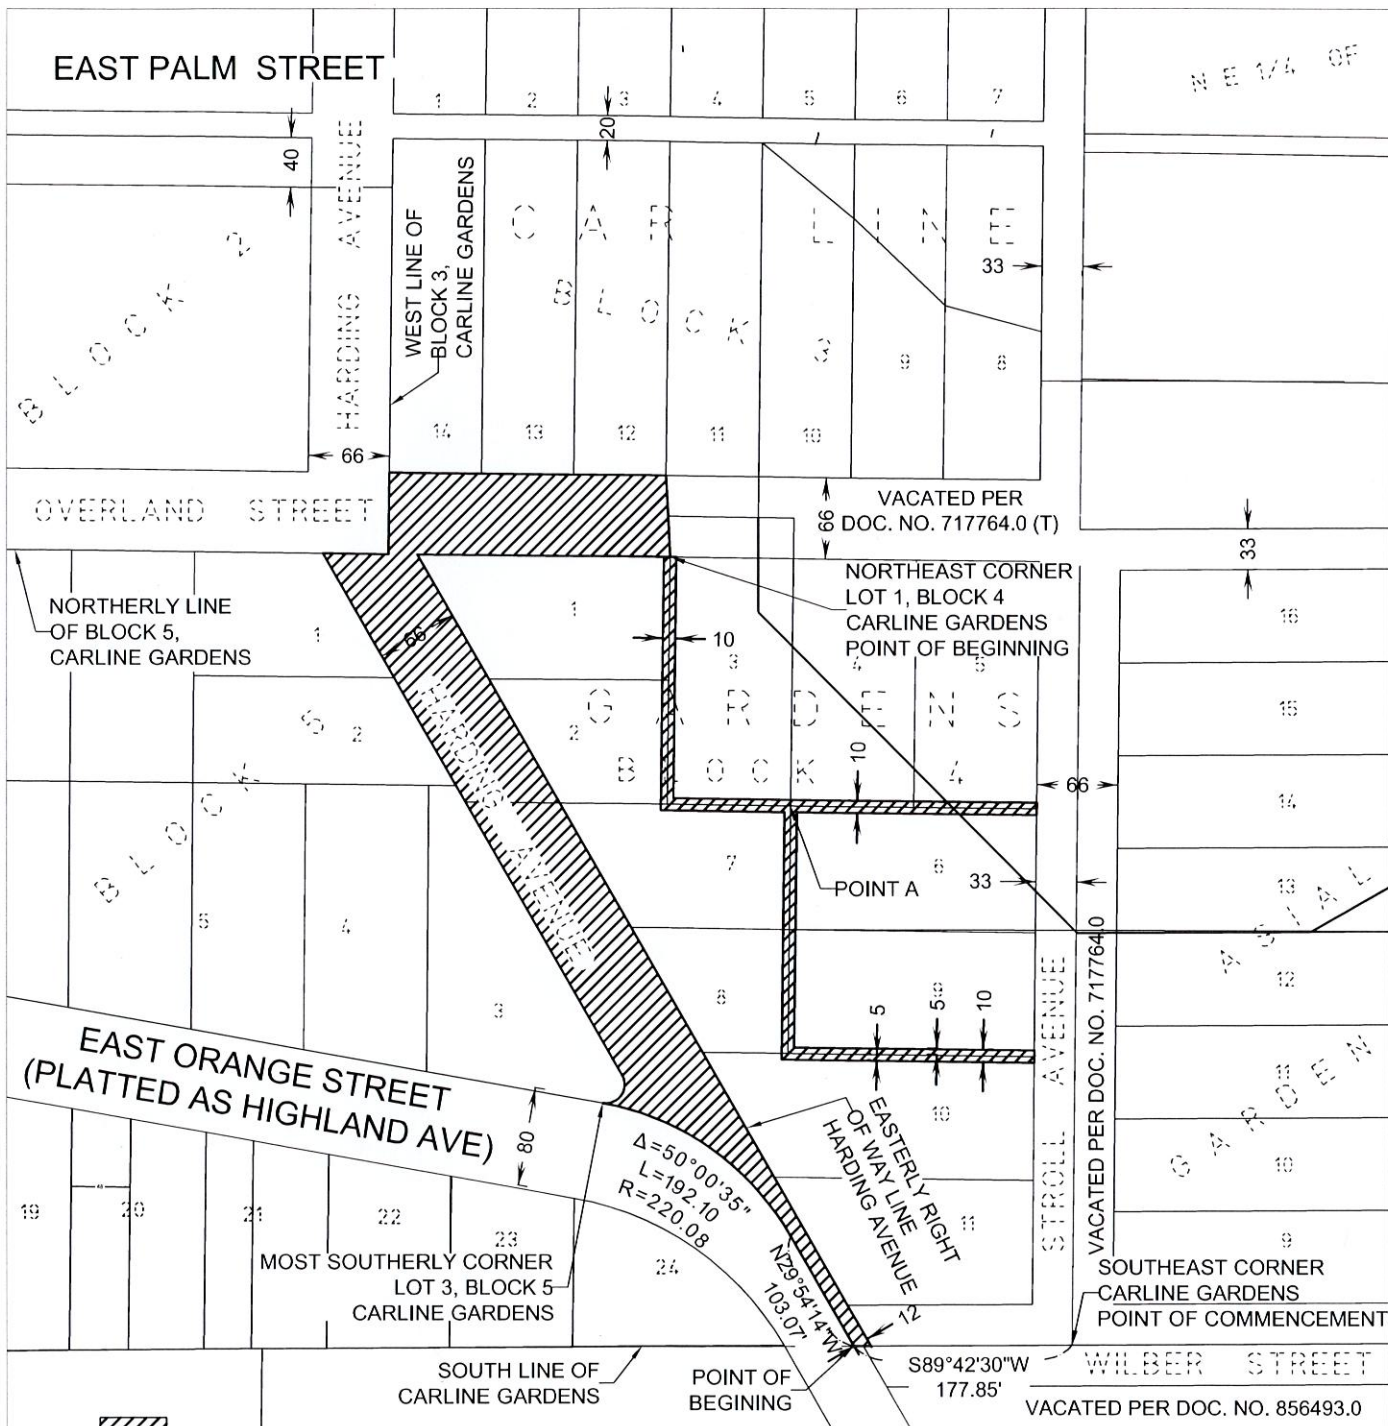 EAST PALM STREET
N E 1/4 OF
1
2
3
4
5
6
7
20
40
HARDING AVENUE
WEST LINE OF
BLOCK 3,
CARLINE GARDENS
CAR LINE
BLOCK 3
BLOCK 2
33
9
8
14
13
12
11
10
66
OVERLAND STREET
66
VACATED PER
DOC. NO. 717764.0 (T)
33
NORTHERLY LINE
OF BLOCK 5,
CARLINE GARDENS
1
66
1
10
NORTHEAST CORNER
LOT 1, BLOCK 4
CARLINE GARDENS
POINT OF BEGINNING
3
4
5
16
15
14
13
12
11
10
9
GARDENS
BLOCK 4
2
2
BLOCK 5
HARDING AVENUE
10
66
7
6
33
POINT A
5
4
3
8
5
5
9
10
ASIAL
GARDEN
STROLL AVENUE
VACATED PER DOC. NO. 717764.0
EAST ORANGE STREET
(PLATTED AS HIGHLAND AVE)
80
Δ=50°00'35"
L=192.10
R=220.08
EASTERLY RIGHT
OF WAY LINE
HARDING AVENUE
10
11
19
20
21
22
23
24
MOST SOUTHERLY CORNER
LOT 3, BLOCK 5
CARLINE GARDENS
N29°54'14"W
103.07'
12
SOUTHEAST CORNER
CARLINE GARDENS
POINT OF COMMENCEMENT
SOUTH LINE OF
CARLINE GARDENS
POINT OF
BEGINING
S89°42'30"W
177.85'
WILBER STREET
VACATED PER DOC. NO. 856493.0